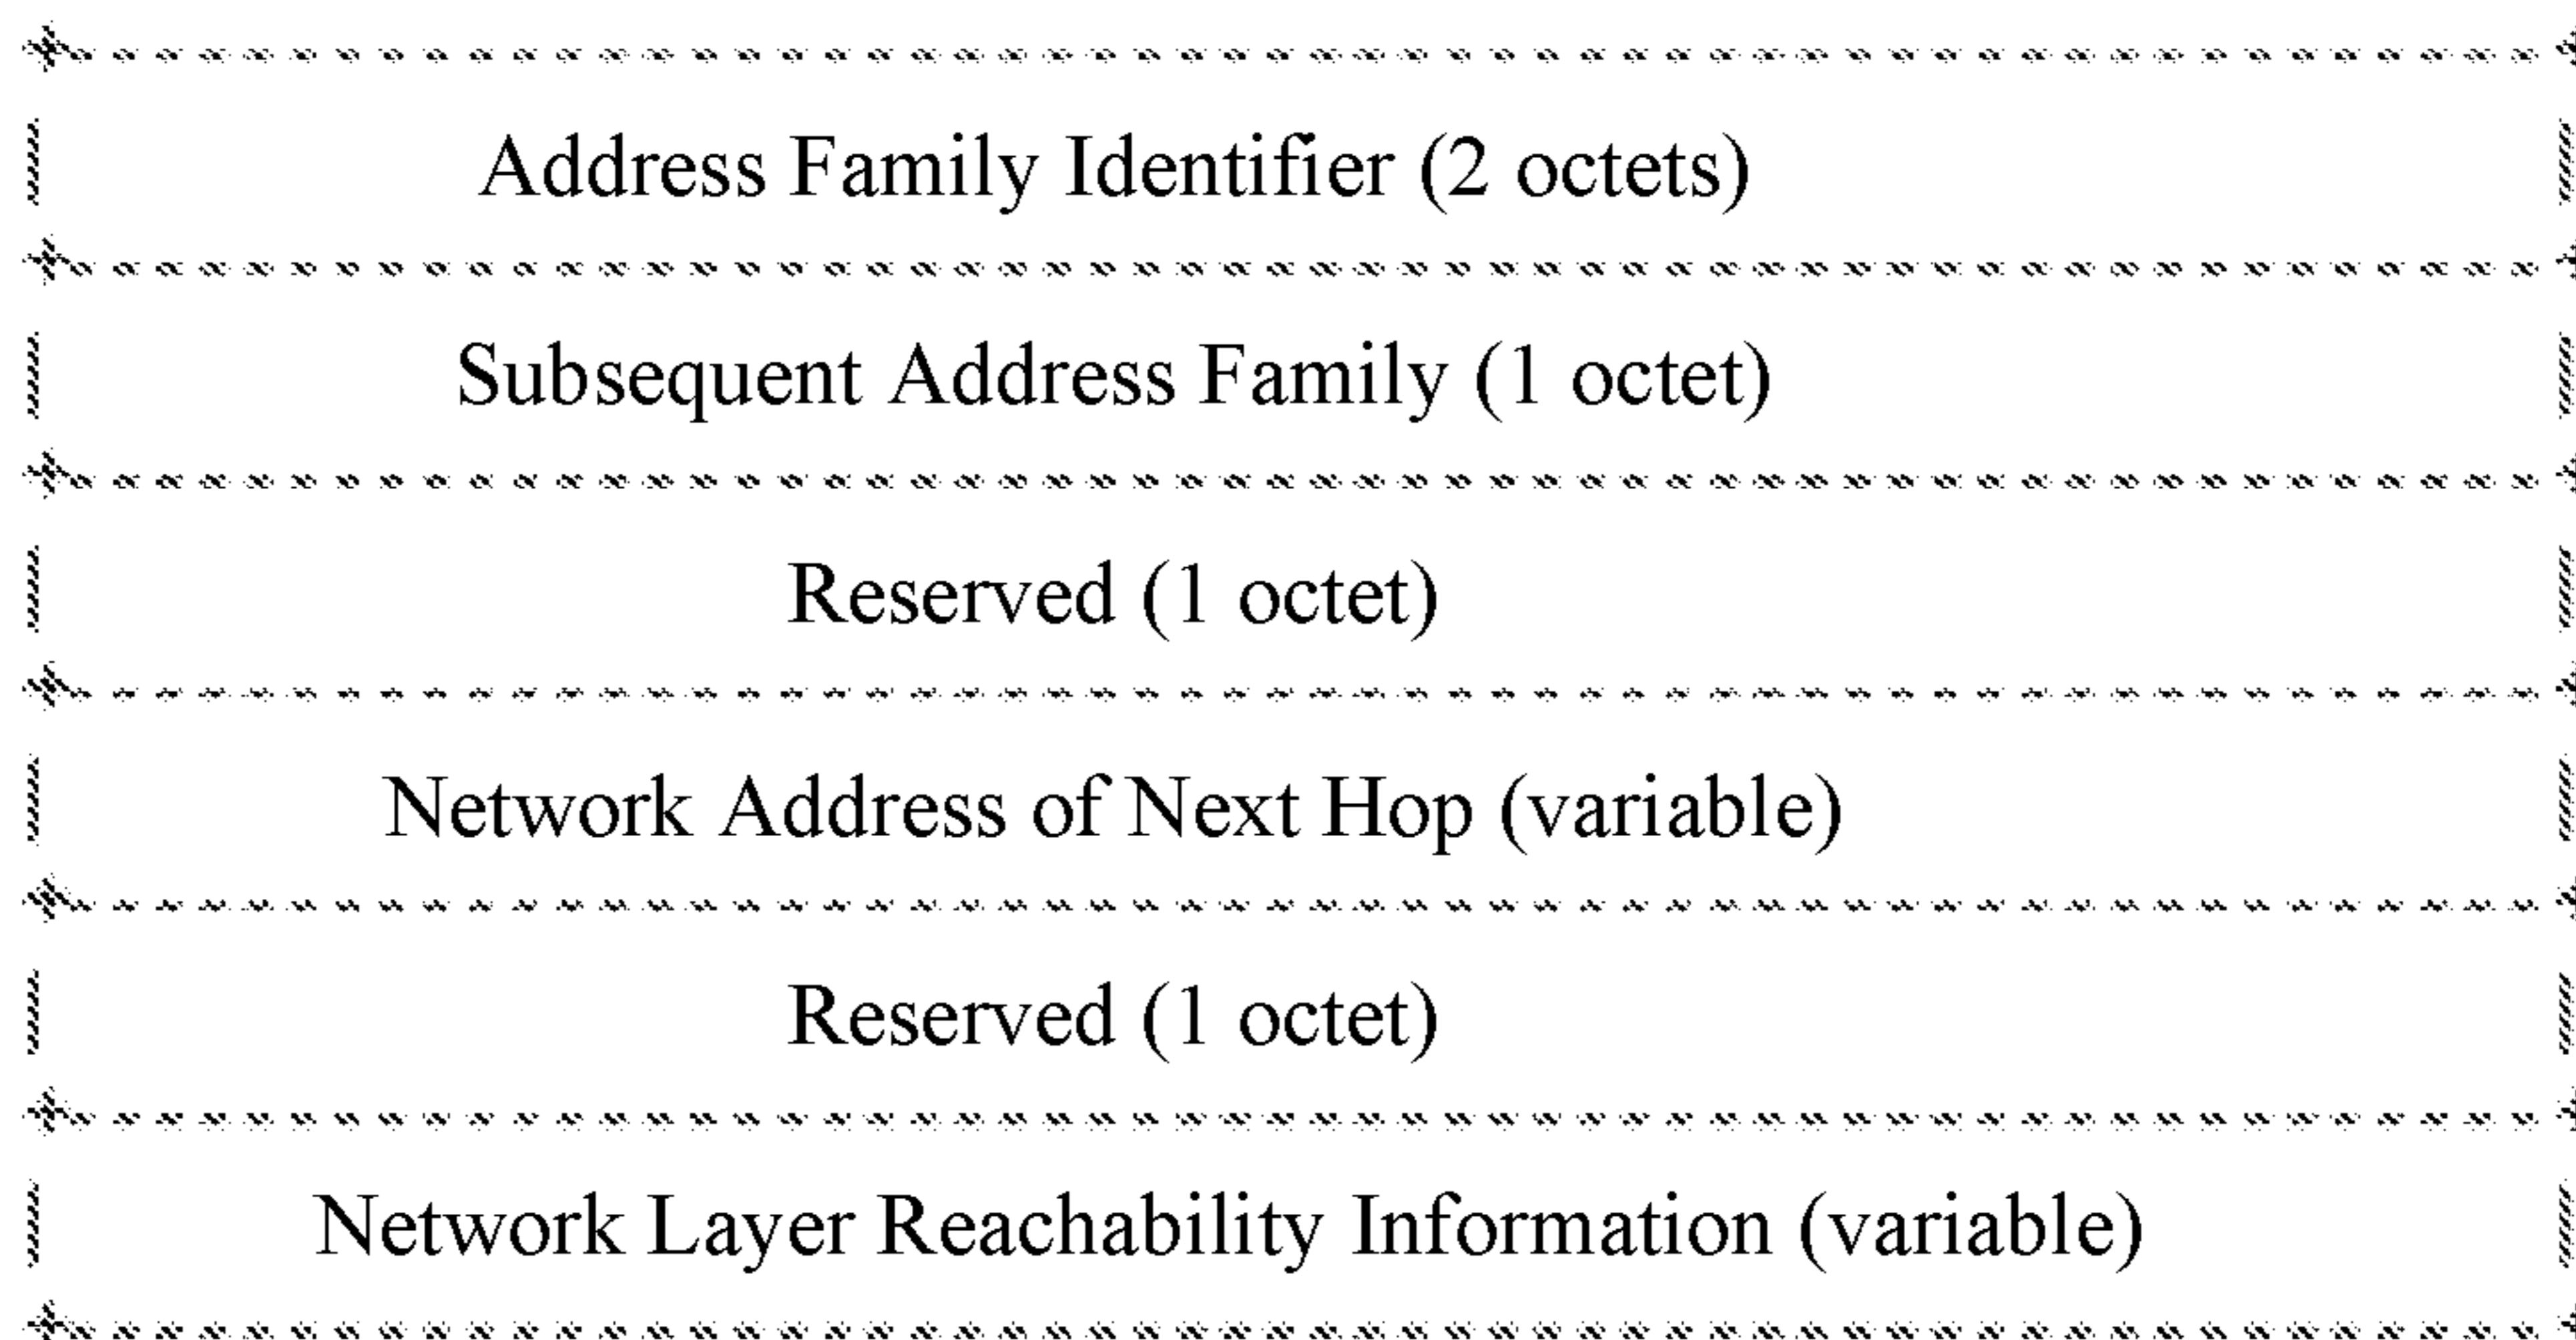 Address Family Identifier (2 octets)
Subsequent Address Family (1 octet)
Reserved (1 octet)
Network Address of Next Hop (variable)
Reserved (1 octet)
Network Layer Reachability Information (variable)